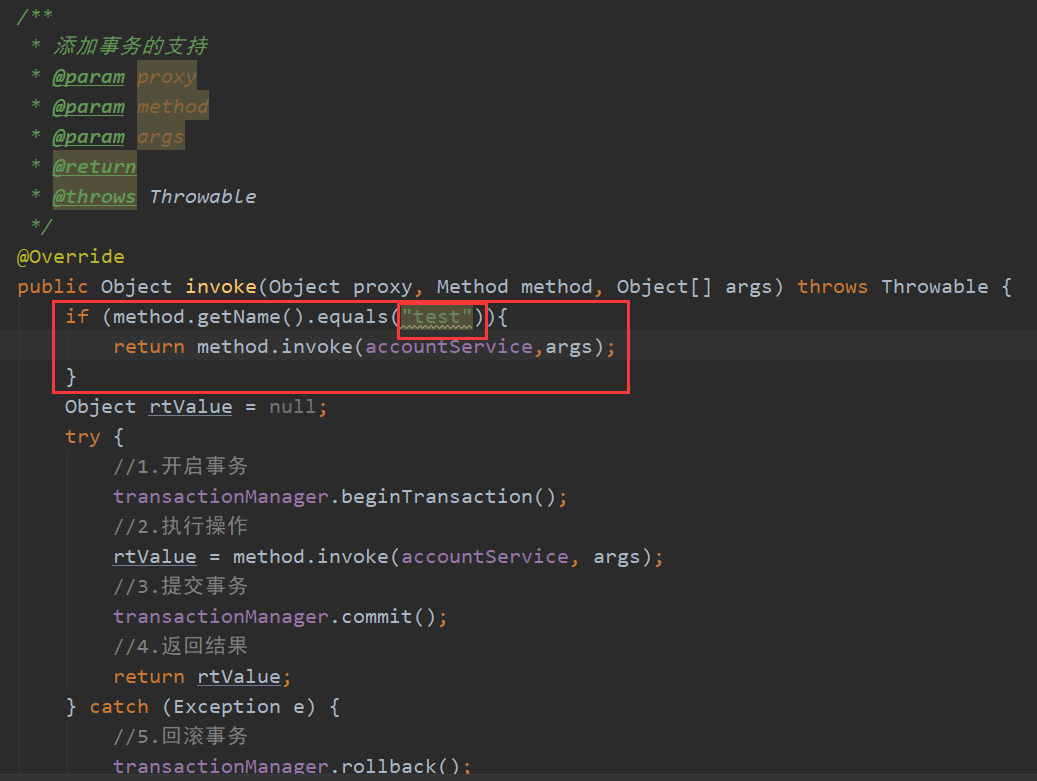 /**
 * 添加事务的支持
 * @param proxy
 * @param method
 * @param args
 * @return
 * @throws Throwable
 */
@Override
public Object invoke(Object proxy, Method method, Object[] args) throws Throwable {
    if (method.getName().equals("test")){
        return method.invoke(accountService,args);
    }
    Object rtValue = null;
    try {
        //1.开启事务
        transactionManager.beginTransaction();
        //2.执行操作
        rtValue = method.invoke(accountService, args);
        //3.提交事务
        transactionManager.commit();
        //4.返回结果
        return rtValue;
    } catch (Exception e) {
        //5.回滚事务
        transactionManager.rollback();